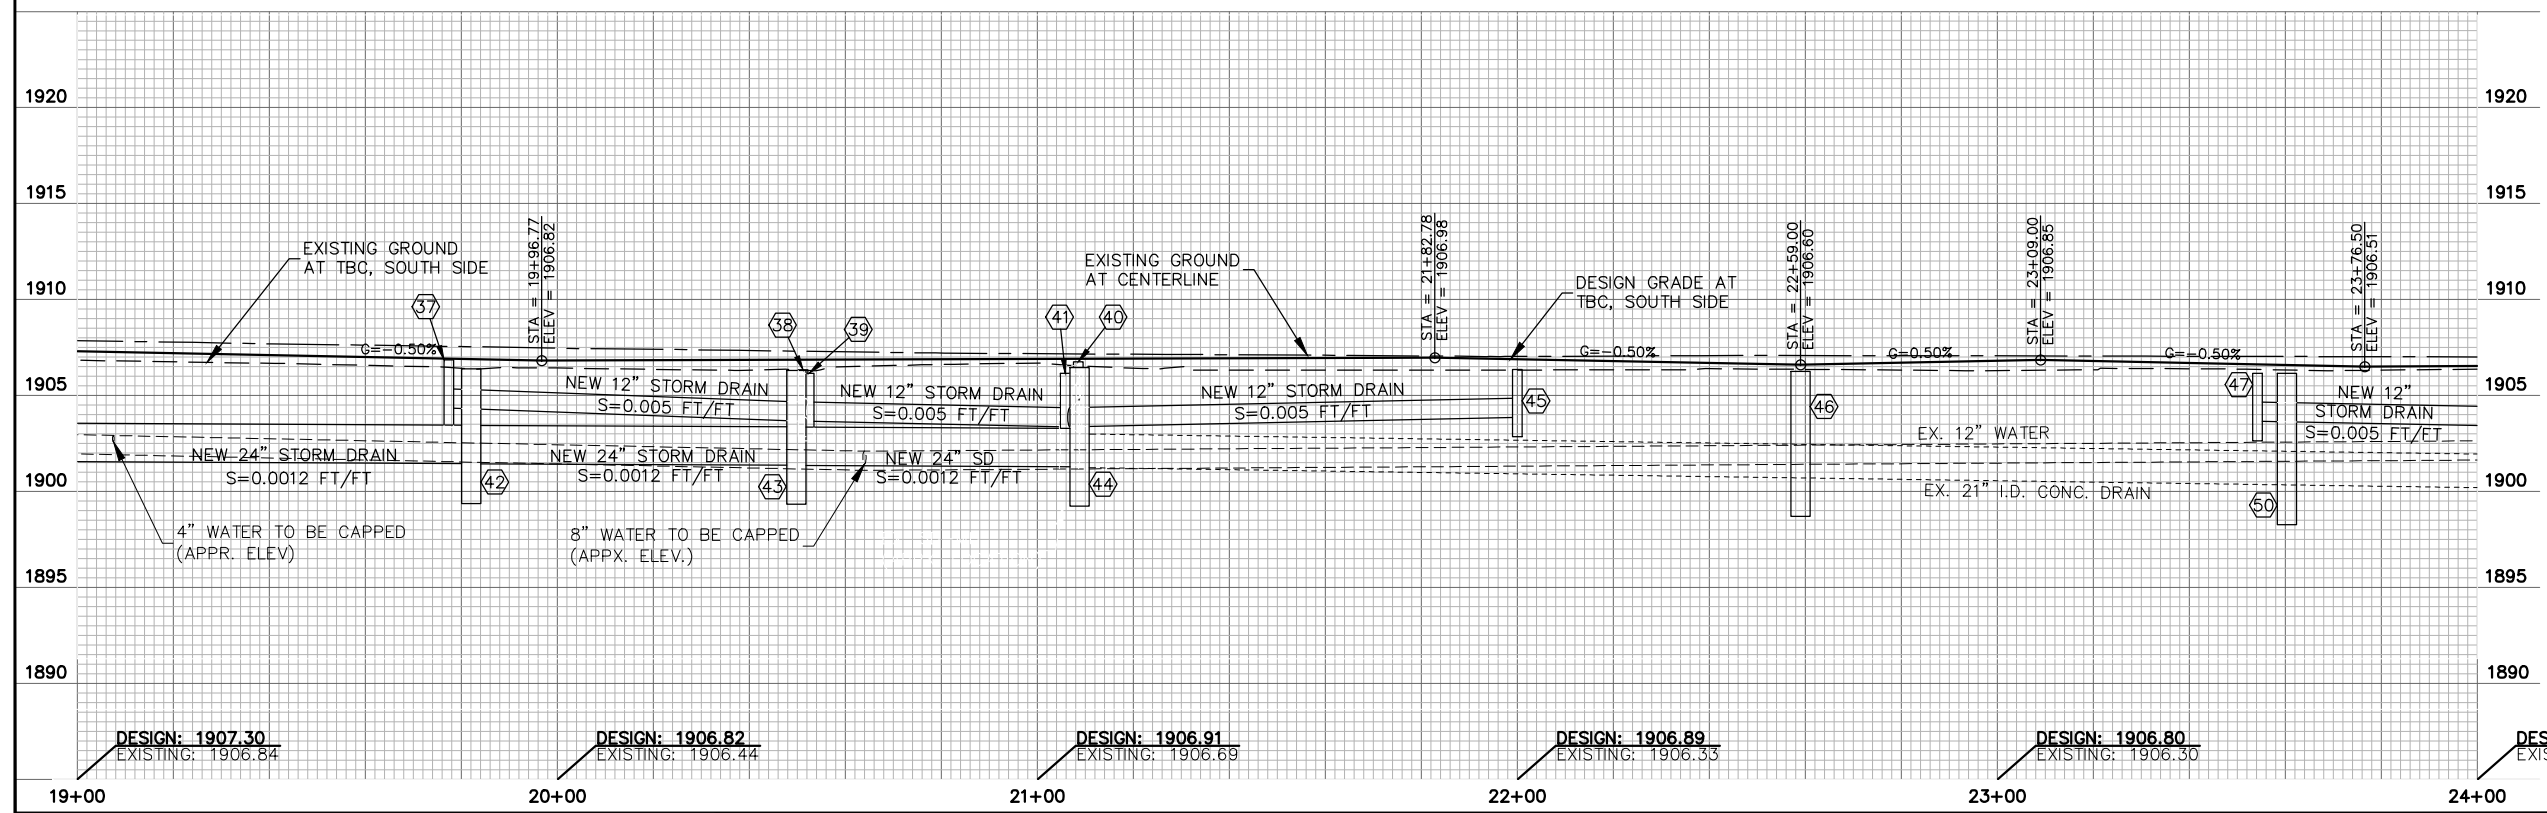 1920
1920
1915
1915
1910
1910
1905
1905
1900
1900
1895
1895
1890
1890
EXISTING GROUND
AT TBC, SOUTH SIDE
37
STA = 19+96.77
ELEV = 1906.82
38
39
41
40
EXISTING GROUND
AT CENTERLINE
STA = 21+82.78
ELEV = 1906.98
DESIGN GRADE AT
TBC, SOUTH SIDE
STA = 22+59.00
ELEV = 1906.60
STA = 23+09.00
ELEV = 1906.85
STA = 23+76.50
ELEV = 1906.51
G=-0.50%
G=-0.50%
G=0.50%
G=-0.50%
NEW 12" STORM DRAIN
S=0.005 FT/FT
NEW 12" STORM DRAIN
S=0.005 FT/FT
NEW 12" STORM DRAIN
S=0.005 FT/FT
45
46
47
NEW 12"
STORM DRAIN
S=0.005 FT/FT
EX. 12" WATER
NEW 24" STORM DRAIN
S=0.0012 FT/FT
42
NEW 24" STORM DRAIN
S=0.0012 FT/FT
43
NEW 24" SD
S=0.0012 FT/FT
44
EX. 21" I.D. CONC. DRAIN
50
4" WATER TO BE CAPPED
(APPR. ELEV)
8" WATER TO BE CAPPED
(APPX. ELEV.)
DESIGN: 1907.30
EXISTING: 1906.84
DESIGN: 1906.82
EXISTING: 1906.44
DESIGN: 1906.91
EXISTING: 1906.69
DESIGN: 1906.89
EXISTING: 1906.33
DESIGN: 1906.80
EXISTING: 1906.30
DES
EXIS
19+00
20+00
21+00
22+00
23+00
24+00